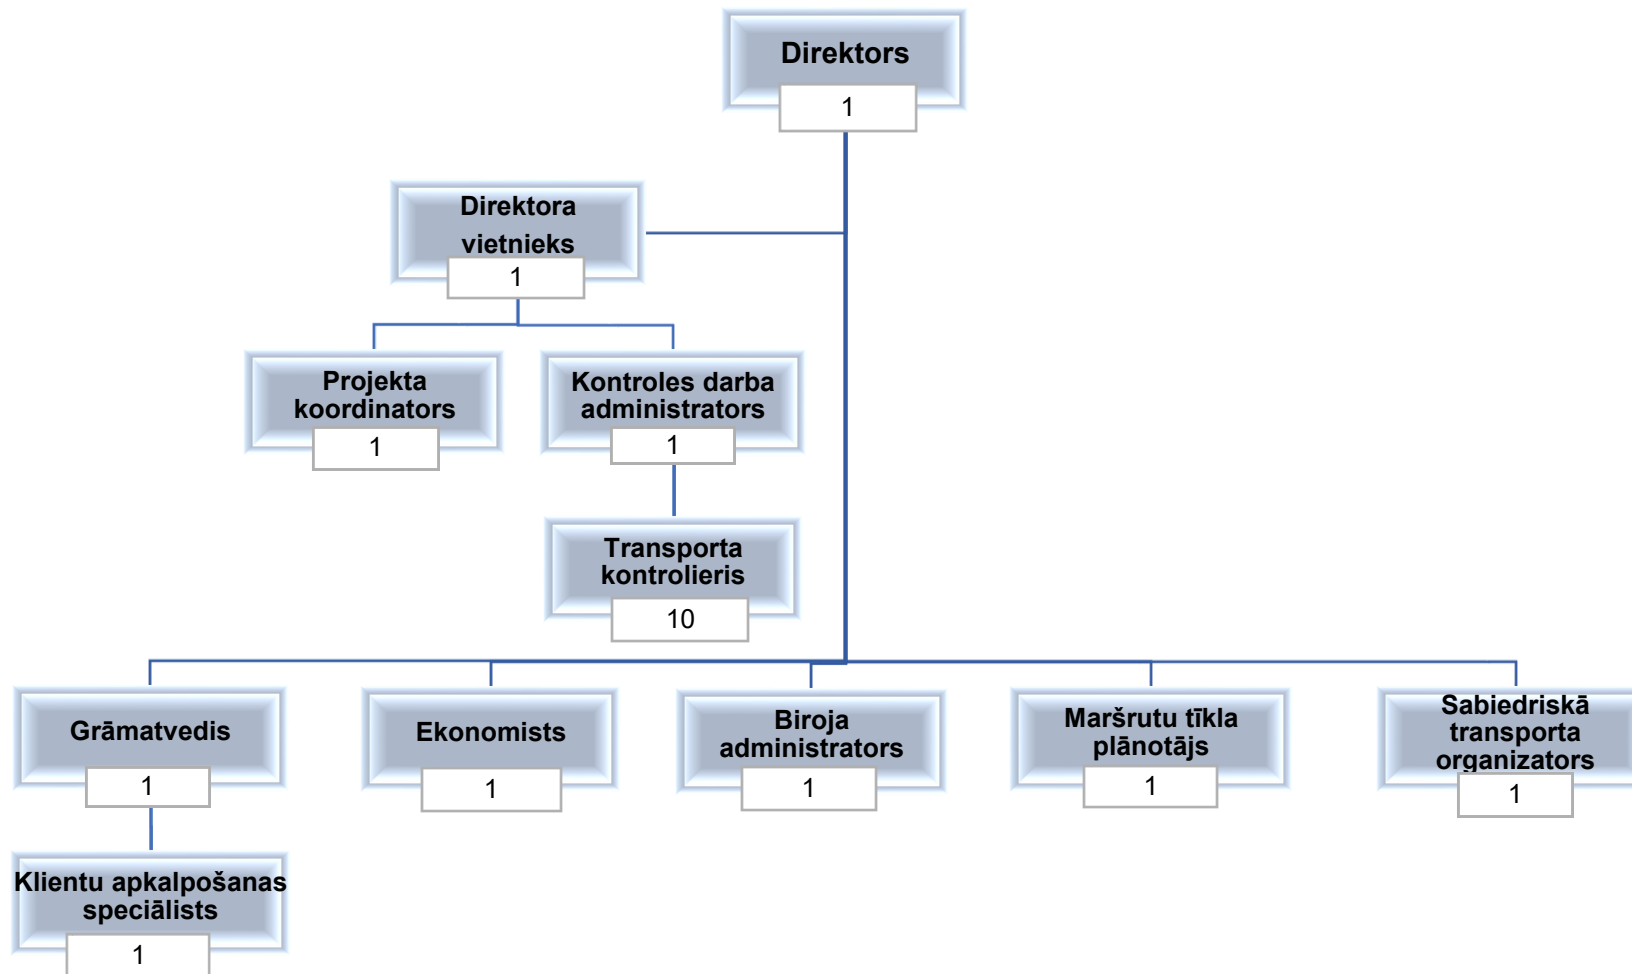 Direktors
1
Direktora
vietnieks
1
Projekta
koordinators
1
Kontroles darba
administrators
1
Transporta
kontrolieris
10
Grāmatvedis
1
Ekonomists
1
Biroja
administrators
1
Maršrutu tīkla
plānotājs
1
Sabiedriskā
transporta
organizators
1
Klientu apkalpošanas
speciālists
1